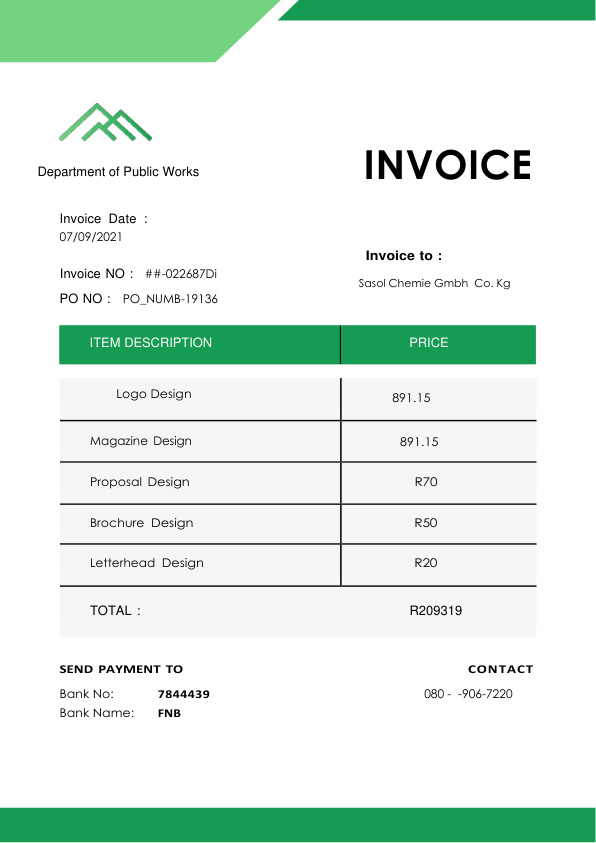 Department of Public Works
INVOICE
Invoice Date :
07/09/2021
Invoice to :
Invoice NO : ##-022687Di
Sasol Chemie Gmbh Co. Kg
PO NO : PO_NUMB-19136
ITEM DESCRIPTION PRICE
Logo Design 891.15
Magazine Design 891.15
Proposal Design R70
Brochure Design R50
Letterhead Design R20
TOTAL : R209319
SEND PAYMENT TO CONTACT
Bank No: 7844439 080 - -906-7220
Bank Name: FNB